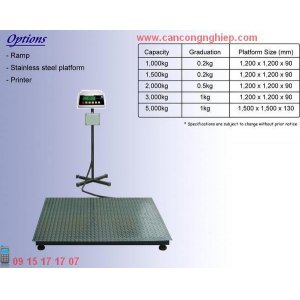 www.cancongnghiep.com
Options
- Ramp
- Stainless steel platform
- Printer
Capacity Graduation Platform Size (mm)
1,000kg 0.2kg 1,200 x 1,200 x 90
1,500kg 0.2kg 1,200 x 1,200 x 90
2,000kg 0.5kg 1,200 x 1,200 x 90
3,000kg 1kg 1,200 x 1,200 x 90
5,000kg 1kg 1,500 x 1,500 x 130
* Specifications are subject to change without prior notice
09 15 17 17 07